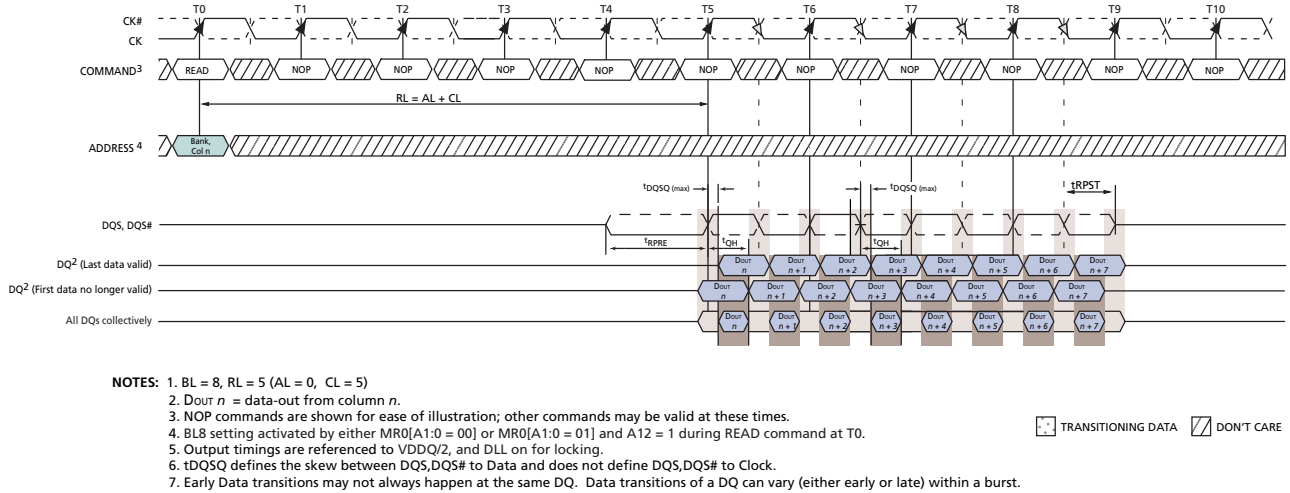 T0 T1 T2 T3 T4 T5 T6 T7 T8 T9 T10
CK#
CK
COMMAND3 READ NOP NOP NOP NOP NOP NOP NOP NOP NOP NOP
RL = AL + CL
ADDRESS 4 Bank, Col n
tDQSQ (max) tDQSQ (max) tRPST
DQS, DQS#
tRPRE tQH tQH
DQ2 (Last data valid) DOUT n DOUT n + 1 DOUT n + 2 DOUT n + 3 DOUT n + 4 DOUT n + 5 DOUT n + 6 DOUT n + 7
DQ2 (First data no longer valid) DOUT n DOUT n + 1 DOUT n + 2 DOUT n + 3 DOUT n + 4 DOUT n + 5 DOUT n + 6 DOUT n + 7
All DQs collectively DOUT n DOUT n + 1 DOUT n + 2 DOUT n + 3 DOUT n + 4 DOUT n + 5 DOUT n + 6 DOUT n + 7
NOTES: 1. BL = 8, RL = 5 (AL = 0, CL = 5)
2. DOUT n = data-out from column n.
3. NOP commands are shown for ease of illustration; other commands may be valid at these times.
4. BL8 setting activated by either MR0[A1:0 = 00] or MR0[A1:0 = 01] and A12 = 1 during READ command at T0.
5. Output timings are referenced to VDDQ/2, and DLL on for locking.
6. tDQSQ defines the skew between DQS,DQS# to Data and does not define DQS,DQS# to Clock.
7. Early Data transitions may not always happen at the same DQ. Data transitions of a DQ can vary (either early or late) within a burst.
TRANSITIONING DATA DON'T CARE